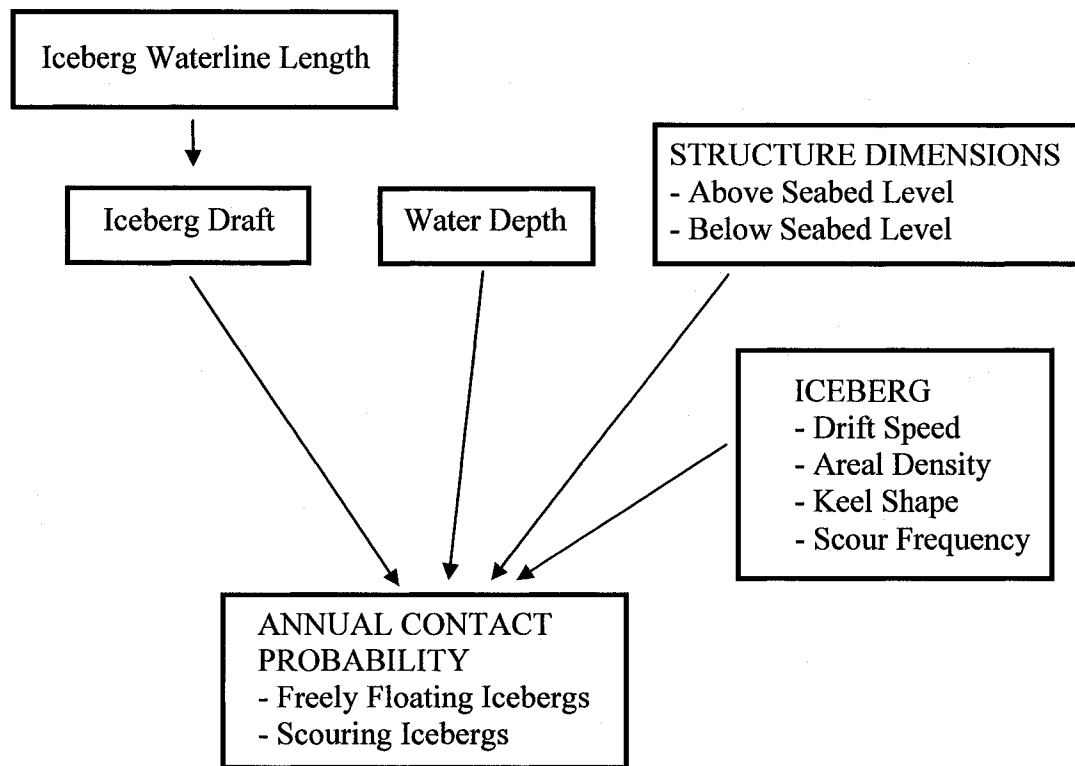 Iceberg Waterline Length
STRUCTURE DIMENSIONS
- Above Seabed Level
- Below Seabed Level
Iceberg Draft
Water Depth
ICEBERG
- Drift Speed
- Areal Density
- Keel Shape
- Scour Frequency
ANNUAL CONTACT
PROBABILITY
- Freely Floating Icebergs
- Scouring Icebergs